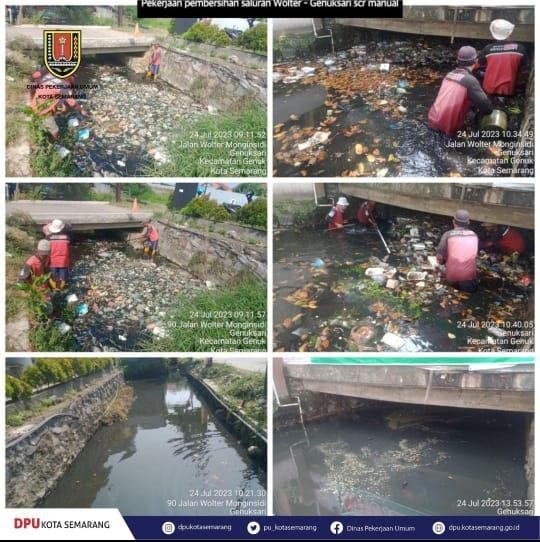 Pekerjaan pembersihan saluran Wolter - Genuksari scr manual
DINAS PEKERJAAN UMUM
KOTA SEMARANG
24 Jul 2023 09.11.52
Jalan Wolter Monginsidi
Genuksari
Kecamatan Genuk
Kota Semarang
24 Jul 2023 10.34.49
Jalan Wolter Monginsidi
Genuksari
Kecamatan Genuk
Kota Semarang
24 Jul 2023 09.11.57
90 Jalan Wolter Monginsidi
Genuksari
Kecamatan Genuk
Kota Semarang
24 Jul 2023 10.40.05
Jalan Wolter Monginsidi
Genuksari
Kecamatan Genuk
Kota Semarang
24 Jul 2023 10.21.30
90 Jalan Wolter Monginsidi
24 Jul 2023 13.53.57
Genuksari
DPU KOTA SEMARANG
dpukotasemarang
pu_kotasemarang
Dinas Pekerjaan Umum
dpu.kotasemarang.go.id